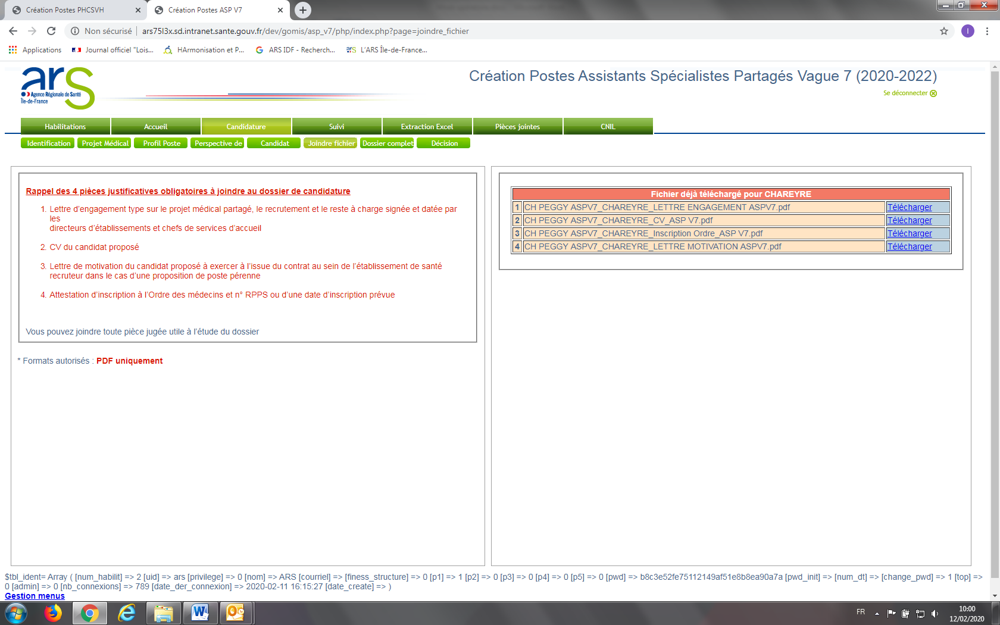 Création Postes PHCSVH
Création Postes ASP V7
Non sécurisé | ars75l3x.sd.intranet.sante.gouv.fr/dev/gomis/asp_v7/php/index.php?page=joindre_fichier
I
Applications
Journal officiel "Lois...
HArmonisation et P...
ARS IDF - Recherch...
L'ARS Île-de-France...
ars
Agence Régionale de Santé
Île-de-France
Création Postes Assistants Spécialistes Partagés Vague 7 (2020-2022)
Se déconnecter
Habilitations
Accueil
Candidature
Suivi
Extraction Excel
Pièces jointes
CNIL
Identification
Projet Médical
Profil Poste
Perspective de
Candidat
Joindre fichier
Dossier complet
Décision
Rappel des 4 pièces justificatives obligatoires à joindre au dossier de candidature
1. Lettre d'engagement type sur le projet médical partagé, le recrutement et le reste à charge signée et datée par
les
directeurs d'établissements et chefs de services d'accueil
2. CV du candidat proposé
3. Lettre de motivation du candidat proposé à exercer à l'issue du contrat au sein de l'établissement de santé
recruteur dans le cas d'une proposition de poste pérenne
4. Attestation d'inscription à l'Ordre des médecins et n° RPPS ou d'une date d'inscription prévue
Vous pouvez joindre toute pièce jugée utile à l'étude du dossier
* Formats autorisés : PDF uniquement
Fichier déjà téléchargé pour CHAREYRE
1 CH PEGGY ASPV7_CHAREYRE_LETTRE ENGAGEMENT ASPV7.pdf Télécharger
2 CH PEGGY ASPV7_CHAREYRE_CV_ASP V7.pdf Télécharger
3 CH PEGGY ASPV7_CHAREYRE_Inscription Ordre_ASP V7.pdf Télécharger
4 CH PEGGY ASPV7_CHAREYRE_LETTRE MOTIVATION ASPV7.pdf Télécharger
$tbl_ident= Array ( [num_habilit] => 2 [uid] => ars [privilege] => 0 [nom] => ARS [courriel] => [finess_structure] => 0 [p1] => 1 [p2] => 0 [p3] => 0 [p4] => 0 [p5] => 0 [pwd] => b8c3e52fe75112149af51e8b8ea90a7a [pwd_init] => [num_dt] => [change_pwd] => 1 [top] =>
0 [admin] => 0 [nb_connexions] => 789 [date_der_connexion] => 2020-02-11 16:15:27 [date_create] => )
Gestion menus
FR
10:00
12/02/2020